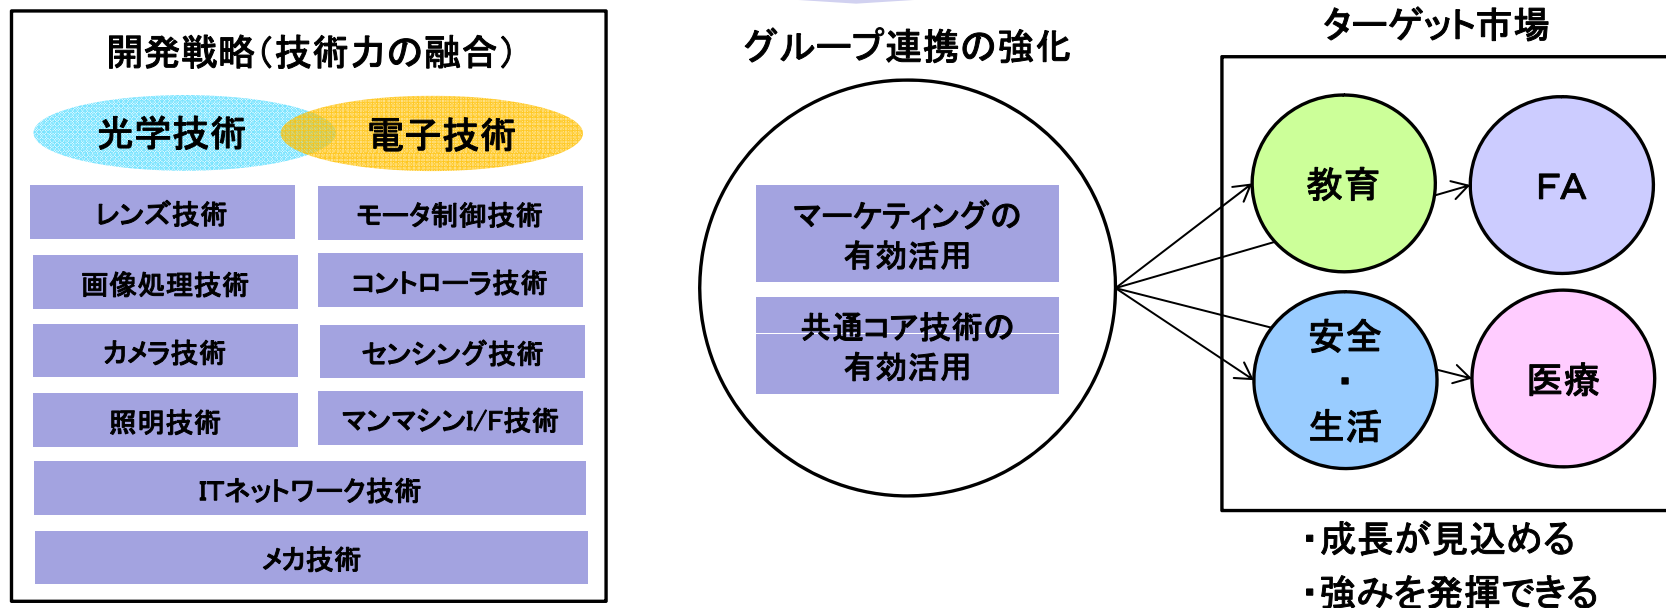 開発戦略（技術力の融合）
光学技術
電子技術
レンズ技術
モータ制御技術
画像処理技術
コントローラ技術
カメラ技術
センシング技術
照明技術
マンマシンI/F技術
ITネットワーク技術
メカ技術
グループ連携の強化
マーケティングの
有効活用
共通コア技術の
有効活用
ターゲット市場
教育
ＦＡ
安全
・
生活
医療
・成長が見込める
・強みを発揮できる